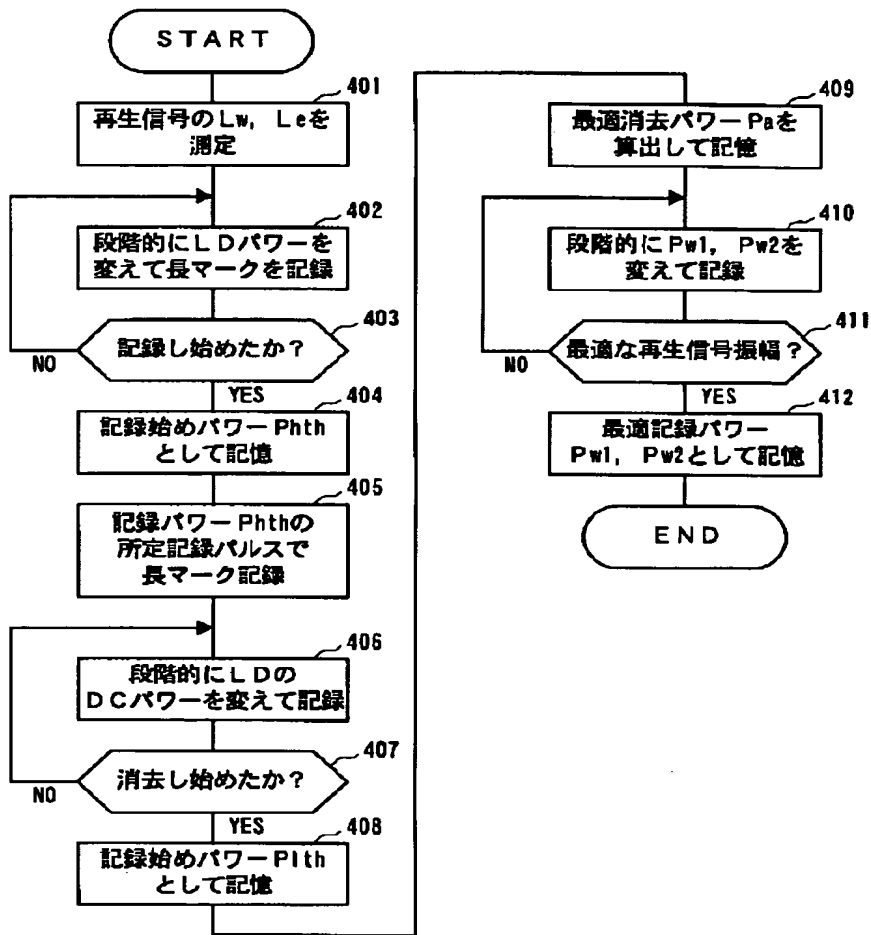 START
401
再生信号のLw, Leを
測定
402
段階的にLDパワーを
変えて長マークを記録
403
記録し始めたか?
NO
YES
404
記録始めパワーPhth
として記憶
405
記録パワーPhthの
所定記録パルスで
長マーク記録
406
段階的にLDの
DCパワーを変えて記録
407
消去し始めたか?
NO
YES
408
記録始めパワーPlth
として記憶
409
最適消去パワーPaを
算出して記憶
410
段階的にPw1, Pw2を
変えて記録
411
最適な再生信号振幅?
NO
YES
412
最適記録パワー
Pw1, Pw2として記憶
END